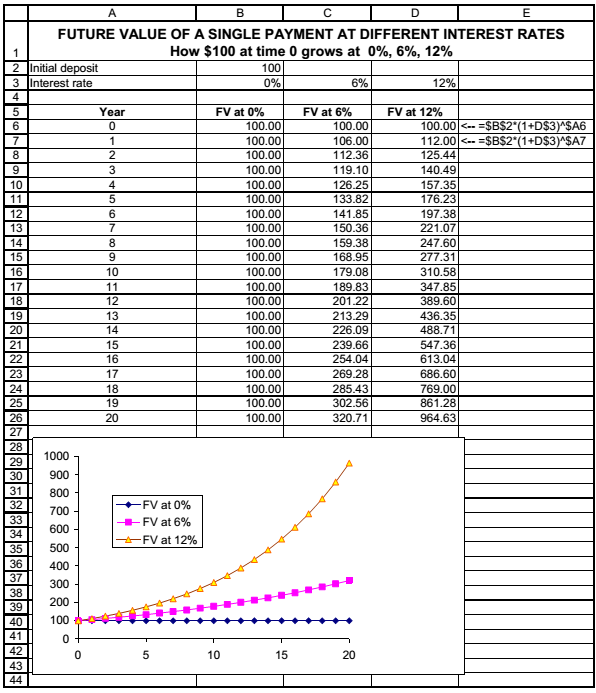 A B C D E
FUTURE VALUE OF A SINGLE PAYMENT AT DIFFERENT INTEREST RATES
1 How $100 at time 0 grows at 0%, 6%, 12%
2 Initial deposit 100
3 Interest rate 0% 6% 12%
4
5 Year FV at 0% FV at 6% FV at 12%
6 0 100.00 100.00 100.00 <-- =$B$2*(1+D$3)^$A6
7 1 100.00 106.00 112.00 <-- =$B$2*(1+D$3)^$A7
8 2 100.00 112.36 125.44
9 3 100.00 119.10 140.49
10 4 100.00 126.25 157.35
11 5 100.00 133.82 176.23
12 6 100.00 141.85 197.38
13 7 100.00 150.36 221.07
14 8 100.00 159.38 247.60
15 9 100.00 168.95 277.31
16 10 100.00 179.08 310.58
17 11 100.00 189.83 347.85
18 12 100.00 201.22 389.60
19 13 100.00 213.29 436.35
20 14 100.00 226.09 488.71
21 15 100.00 239.66 547.36
22 16 100.00 254.04 613.04
23 17 100.00 269.28 686.60
24 18 100.00 285.43 769.00
25 19 100.00 302.56 861.28
26 20 100.00 320.71 964.63
27
28
29
30
31
32
33
34
35
36
37
38
39
40
41
42
43
44
1000
900
800
700
600
500
400
300
200
100
0
FV at 0%
FV at 6%
FV at 12%
0 5 10 15 20